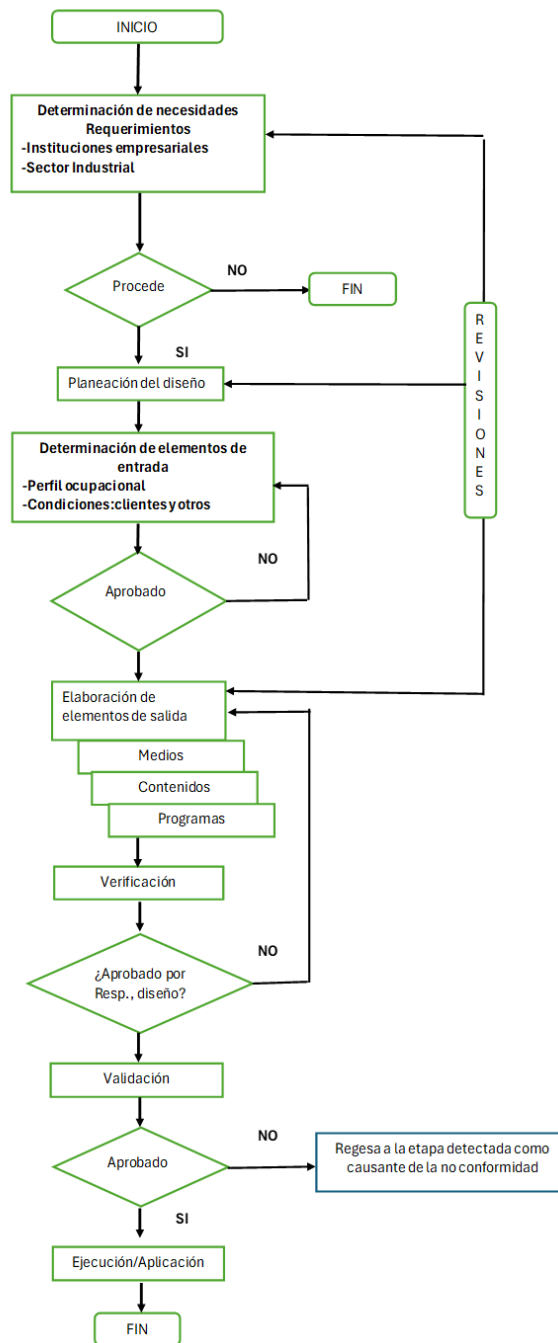 INICIO
Determinación de necesidades
Requerimientos
-Instituciones empresariales
-Sector Industrial
Procede
NO
FIN
SI
Planeación del diseño
Determinación de elementos de
entrada
-Perfil ocupacional
-Condiciones:clientes y otros
NO
Aprobado
R
E
V
I
S
I
O
N
E
S
Elaboración de
elementos de salida
Medios
Contenidos
Programas
Verificación
NO
¿Aprobado por
Resp., diseño?
Validación
NO
Aprobado
Regesa a la etapa detectada como
causante de la no conformidad
SI
Ejecución/Aplicación
FIN